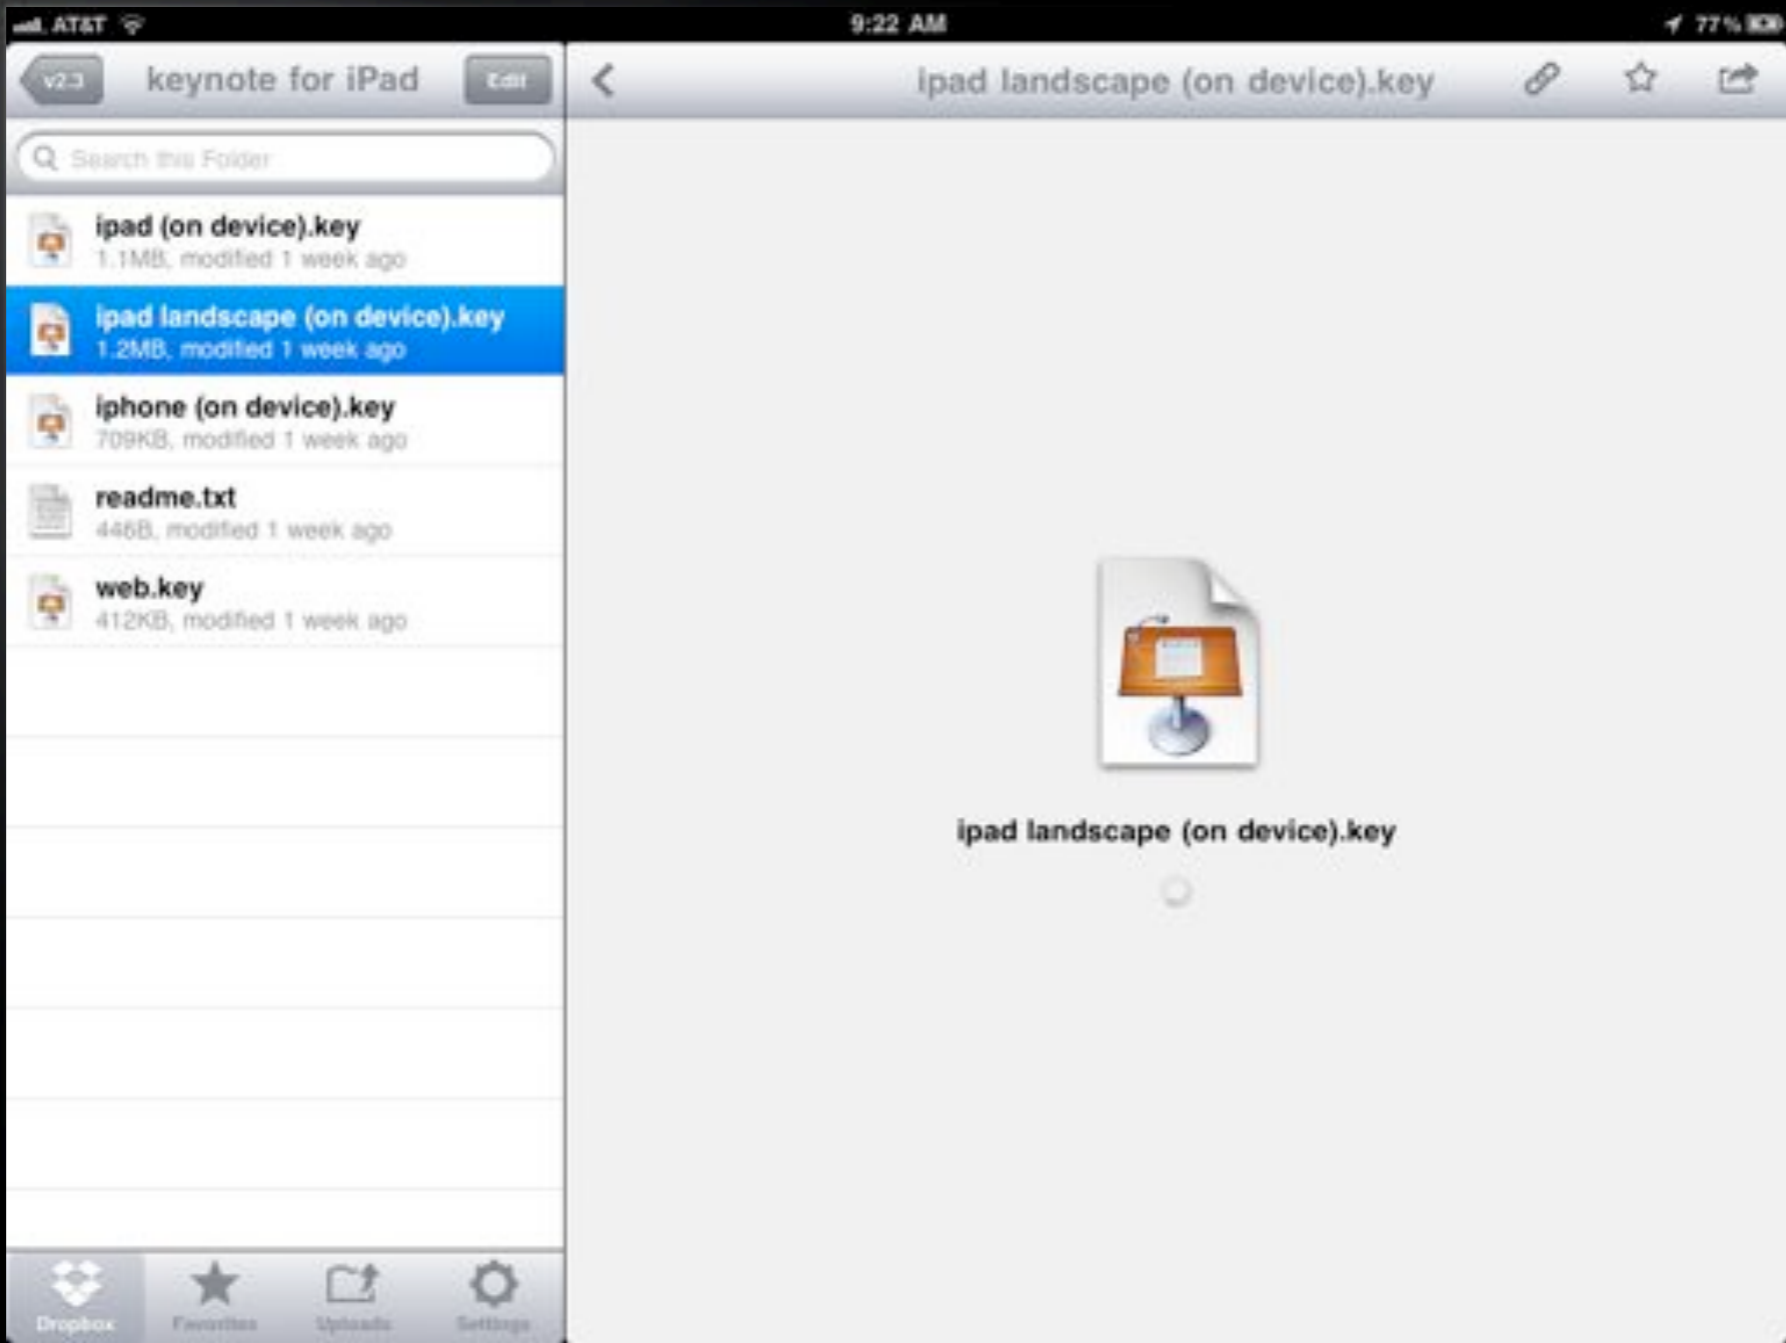 AT&T
9:22 AM
77%
v2.3
keynote for iPad
Edit
ipad landscape (on device).key
Search this Folder
ipad (on device).key
1.1MB, modified 1 week ago
ipad landscape (on device).key
1.2MB, modified 1 week ago
iphone (on device).key
709KB, modified 1 week ago
readme.txt
446B, modified 1 week ago
web.key
412KB, modified 1 week ago
ipad landscape (on device).key
Dropbox
Favorites
Uploads
Settings